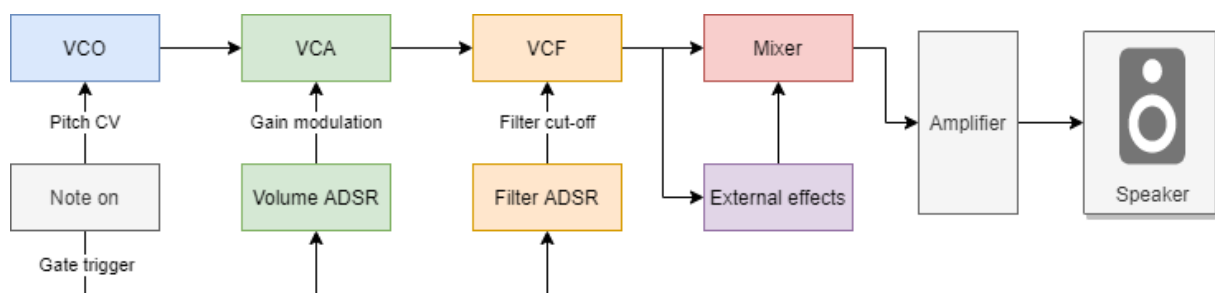 VCO
VCA
VCF
Mixer
Amplifier
Speaker
Pitch CV
Gain modulation
Filter cut-off
Note on
Volume ADSR
Filter ADSR
External effects
Gate trigger